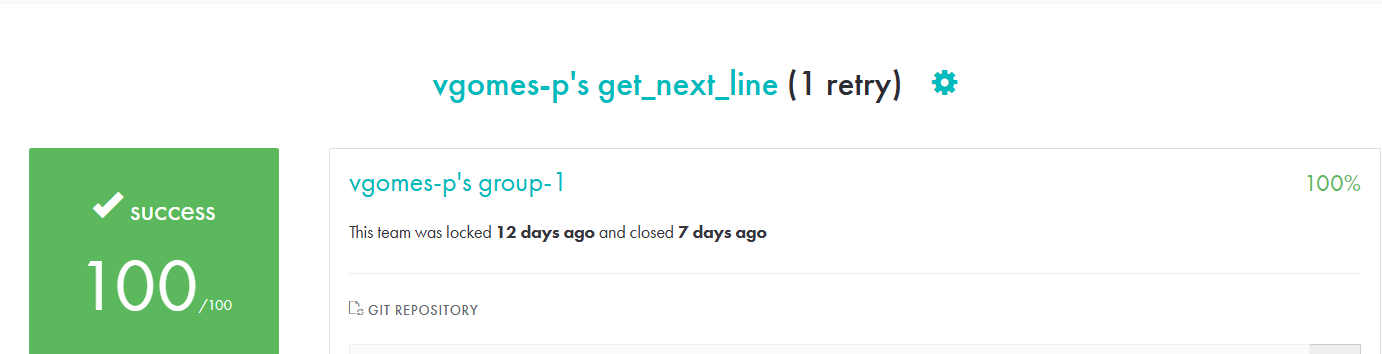 vgomes-p's get_next_line (1 retry)
success
100/100
vgomes-p's group-1
100%
This team was locked 12 days ago and closed 7 days ago
GIT REPOSITORY